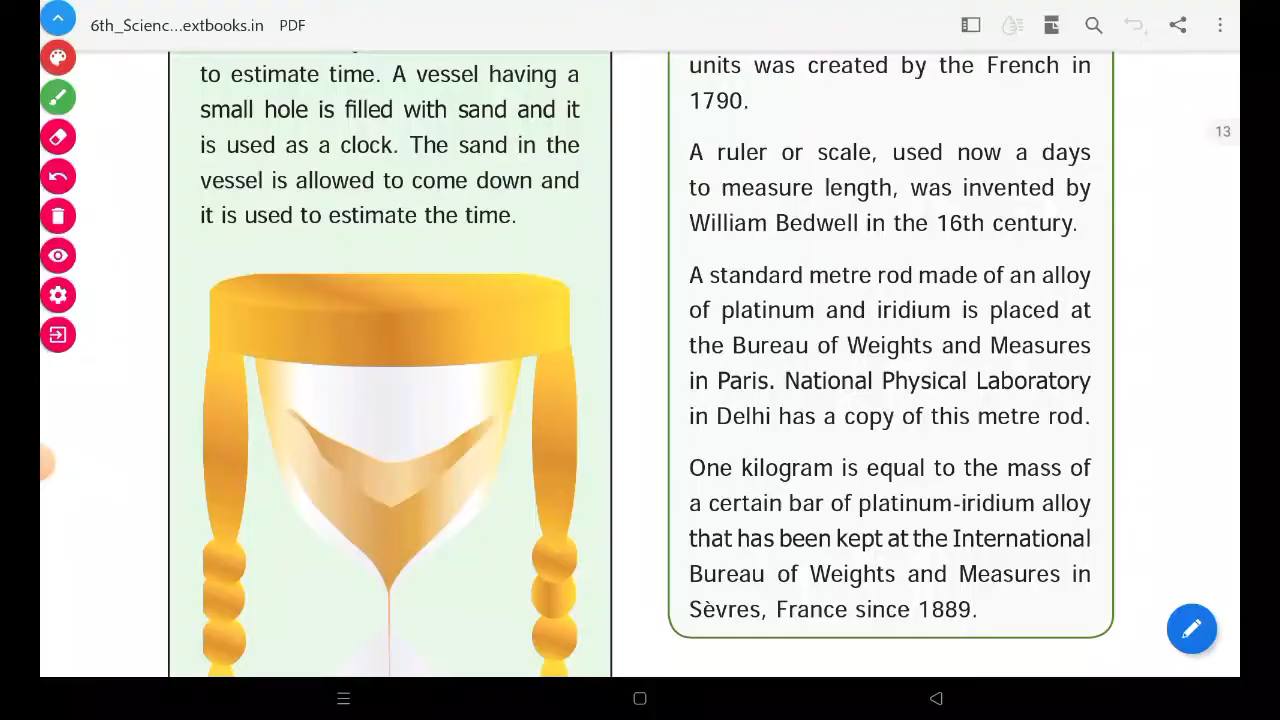 6th_Scienc...extbooks.in PDF
to estimate time. A vessel having a
small hole is filled with sand and it
is used as a clock. The sand in the
vessel is allowed to come down and
it is used to estimate the time.
units was created by the French in
1790.
A ruler or scale, used now a days
to measure length, was invented by
William Bedwell in the 16th century.
A standard metre rod made of an alloy
of platinum and iridium is placed at
the Bureau of Weights and Measures
in Paris. National Physical Laboratory
in Delhi has a copy of this metre rod.
One kilogram is equal to the mass of
a certain bar of platinum-iridium alloy
that has been kept at the International
Bureau of Weights and Measures in
Sèvres, France since 1889.
13